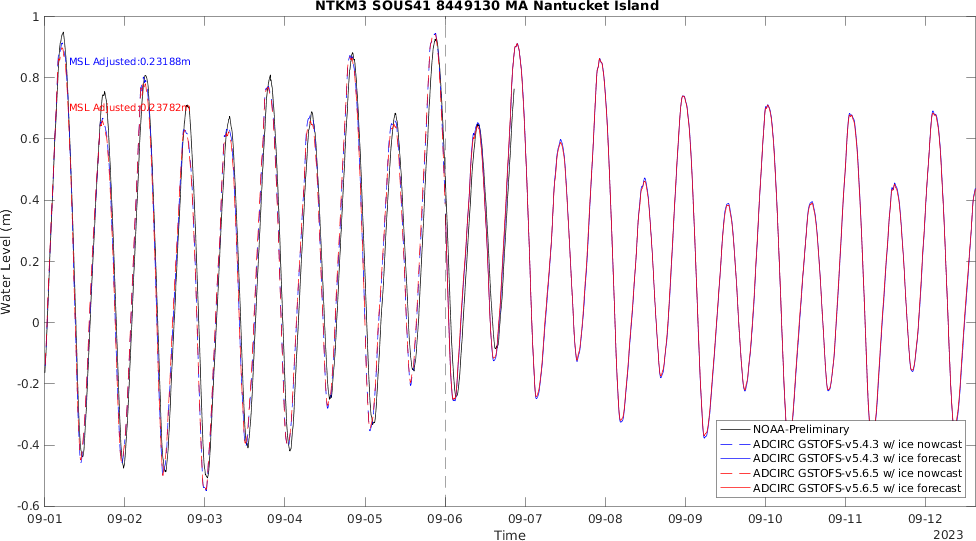 NTKM3 SOUS41 8449130 MA Nantucket Island
1
0.8
0.6
0.4
0.2
0
-0.2
-0.4
-0.6
Water Level (m)
MSL Adjusted:0.23188m
MSL Adjusted:0.23782m
NOAA-Preliminary
ADCIRC GSTOFS-v5.4.3 w/ ice nowcast
ADCIRC GSTOFS-v5.4.3 w/ ice forecast
ADCIRC GSTOFS-v5.6.5 w/ ice nowcast
ADCIRC GSTOFS-v5.6.5 w/ ice forecast
09-01 09-02 09-03 09-04 09-05 09-06 09-07 09-08 09-09 09-10 09-11 09-12
Time
2023